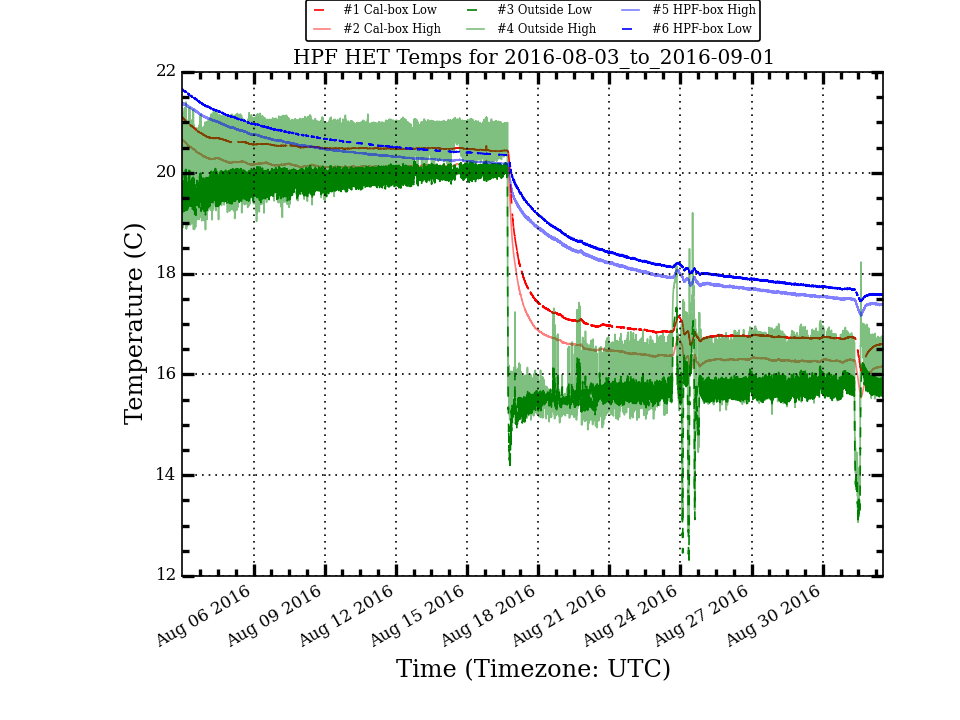 #1 Cal-box Low #3 Outside Low #5 HPF-box High
#2 Cal-box High #4 Outside High #6 HPF-box Low
HPF HET Temps for 2016-08-03_to_2016-09-01
22
20
18
16
14
12
Temperature (C)
Aug 06 2016 Aug 09 2016 Aug 12 2016 Aug 15 2016 Aug 18 2016 Aug 21 2016 Aug 24 2016 Aug 27 2016 Aug 30 2016
Time (Timezone: UTC)